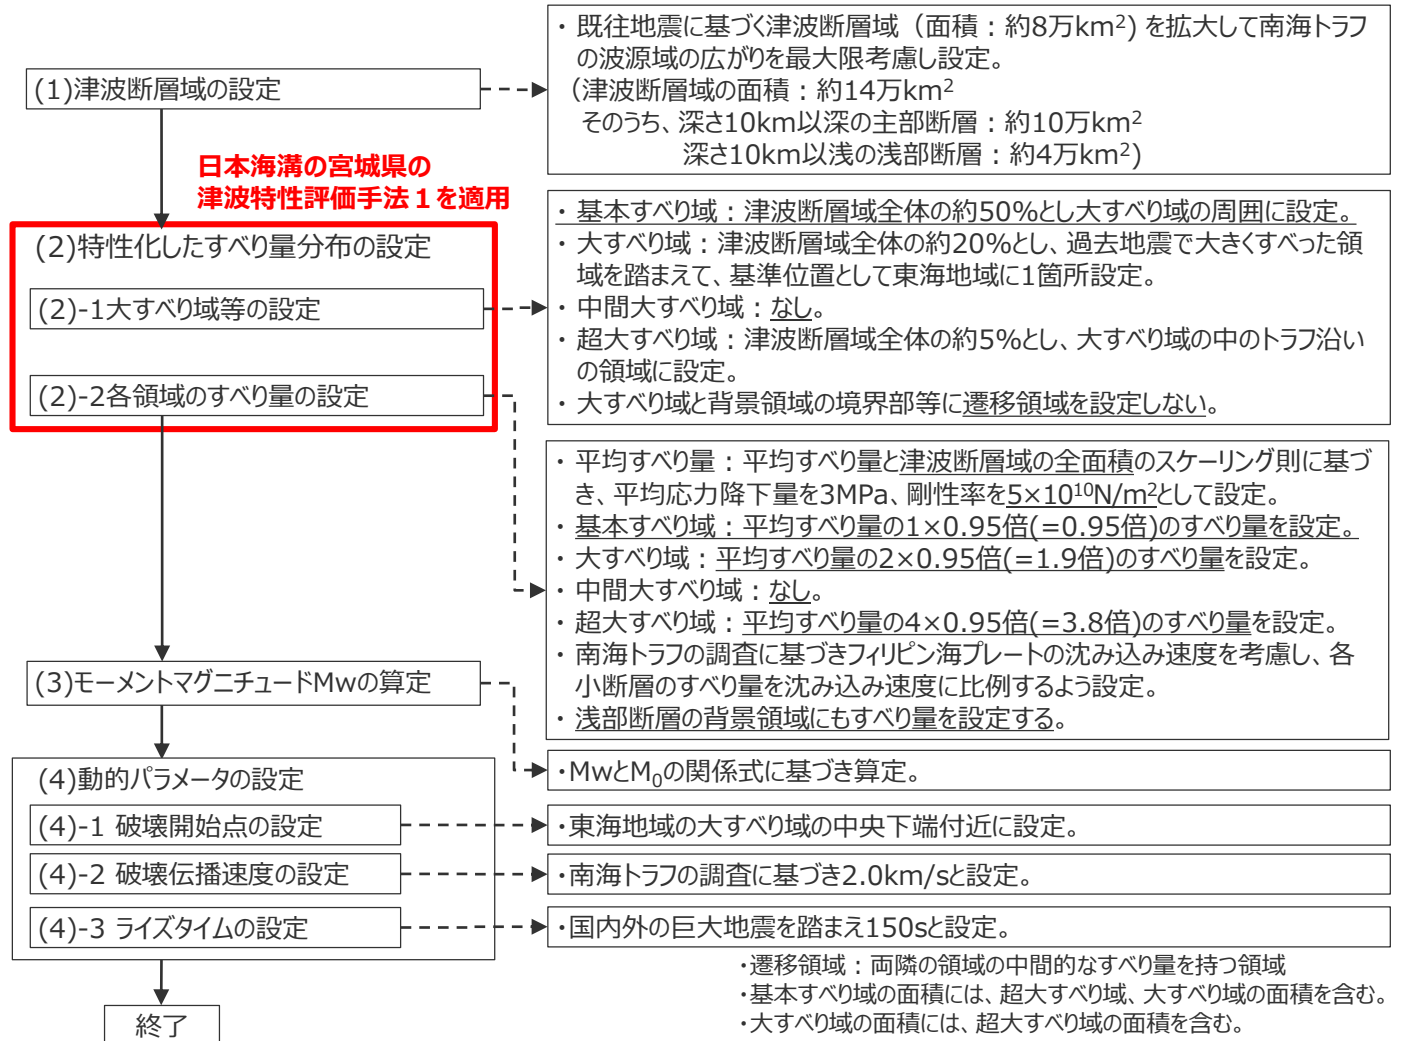 (1)津波断層域の設定
・ 既往地震に基づく津波断層域（面積：約8万km2) を拡大して南海トラフ
の波源域の広がりを最大限考慮し設定。
（津波断層域の面積：約14万km2
そのうち、深さ10km以深の主部断層：約10万km2
深さ10km以浅の浅部断層：約4万km2)
日本海溝の宮城県の
津波特性評価手法１を適用
(2)特性化したすべり量分布の設定
(2)-1大すべり域等の設定
・ 基本すべり域：津波断層域全体の約50%とし大すべり域の周囲に設定。
・ 大すべり域：津波断層域全体の約20%とし、過去地震で大きくすべった領
域を踏まえて、基準位置として東海地域に1箇所設定。
・ 中間大すべり域：なし。
・ 超大すべり域：津波断層域全体の約5%とし、大すべり域の中のトラフ沿い
の領域に設定。
・ 大すべり域と背景領域の境界部等に遷移領域を設定しない。
(2)-2各領域のすべり量の設定
・ 平均すべり量：平均すべり量と津波断層域の全面積のスケーリング則に基づ
き、平均応力降下量を3MPa、剛性率を5×1010N/m2として設定。
・ 基本すべり域：平均すべり量の1×0.95倍(=0.95倍)のすべり量を設定。
・ 大すべり域：平均すべり量の2×0.95倍(=1.9倍)のすべり量を設定。
・ 中間大すべり域：なし。
・ 超大すべり域：平均すべり量の4×0.95倍(=3.8倍)のすべり量を設定。
・ 南海トラフの調査に基づきフィリピン海プレートの沈み込み速度を考慮し、各
小断層のすべり量を沈み込み速度に比例するよう設定。
・ 浅部断層の背景領域にもすべり量を設定する。
(3)モーメントマグニチュードMwの算定
・MwとM0の関係式に基づき算定。
(4)動的パラメータの設定
(4)-1 破壊開始点の設定
・東海地域の大すべり域の中央下端付近に設定。
(4)-2 破壊伝播速度の設定
・南海トラフの調査に基づき2.0km/sと設定。
(4)-3 ライズタイムの設定
・国内外の巨大地震を踏まえ150sと設定。
終了
・遷移領域：両隣の領域の中間的なすべり量を持つ領域
・基本すべり域の面積には、超大すべり域、大すべり域の面積を含む。
・大すべり域の面積には、超大すべり域の面積を含む。